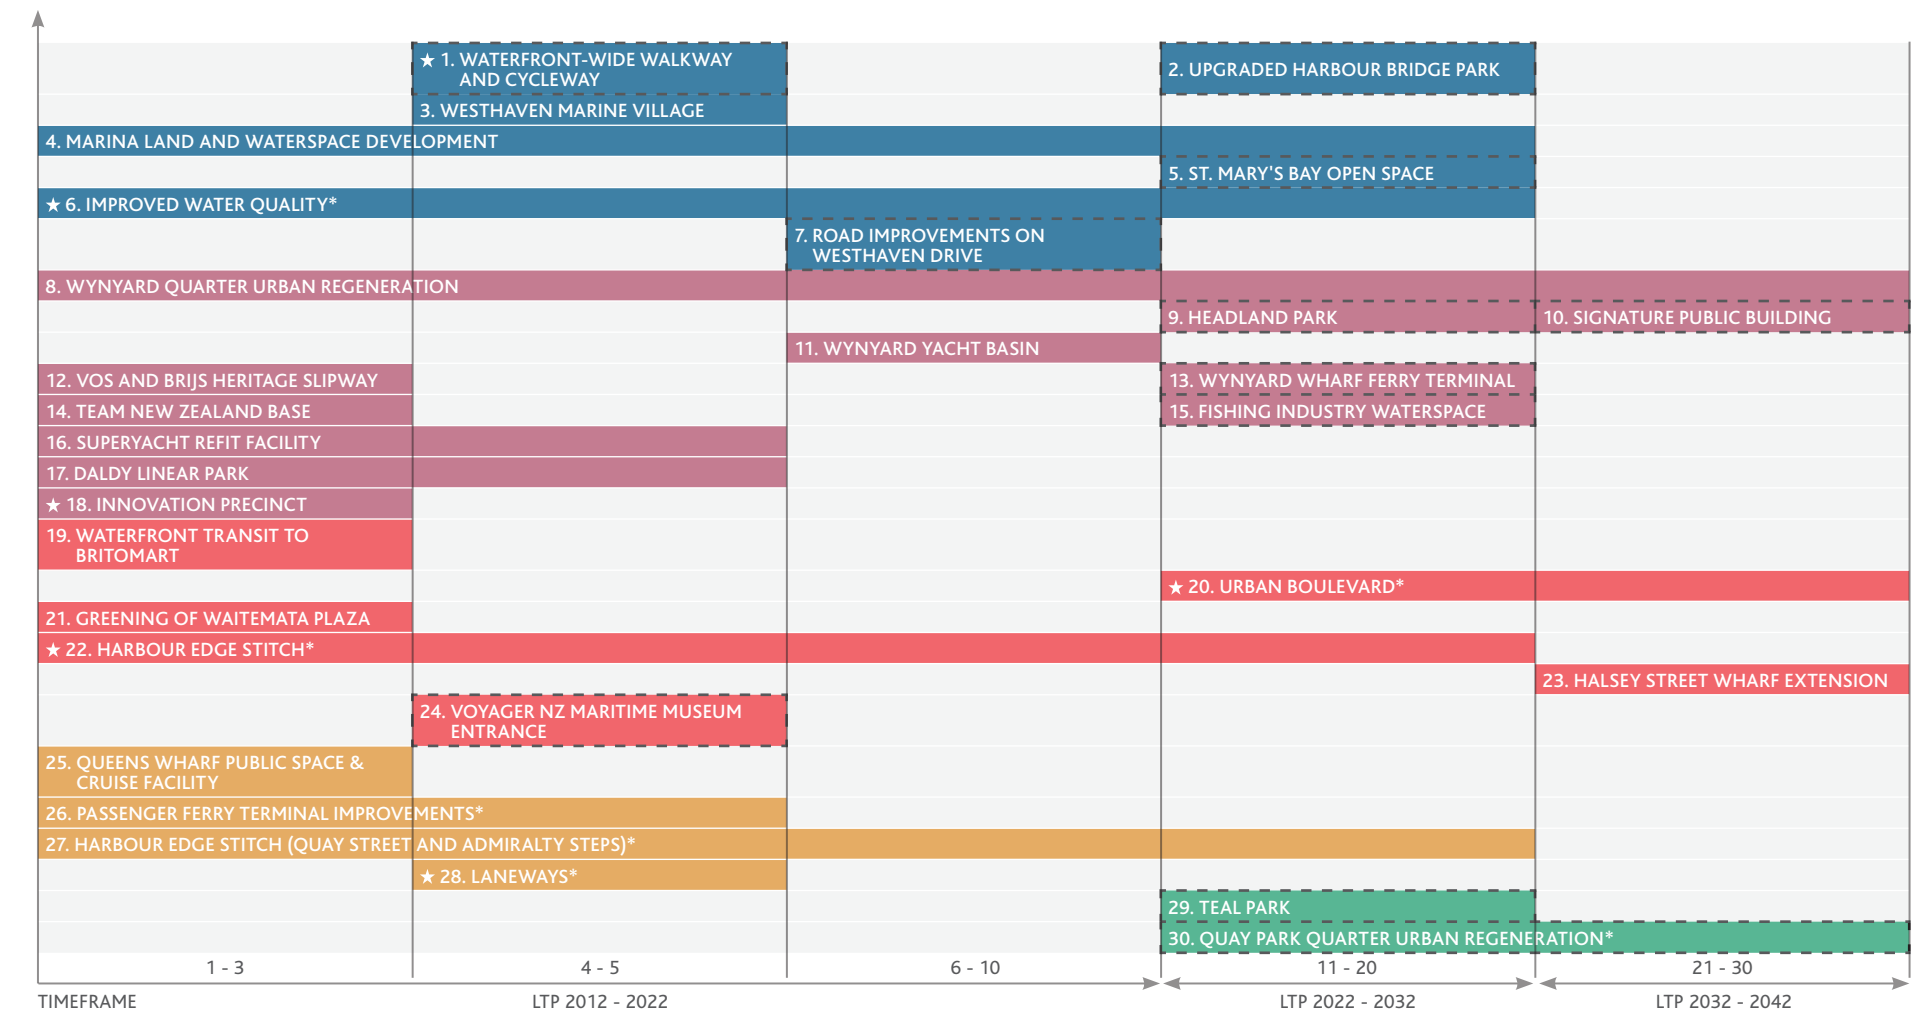 ★ 1. WATERFRONT-WIDE WALKWAY
AND CYCLEWAY
2. UPGRADED HARBOUR BRIDGE PARK
3. WESTHAVEN MARINE VILLAGE
4. MARINA LAND AND WATERSPACE DEVELOPMENT
5. ST. MARY'S BAY OPEN SPACE
★ 6. IMPROVED WATER QUALITY*
7. ROAD IMPROVEMENTS ON
WESTHAVEN DRIVE
8. WYNYARD QUARTER URBAN REGENERATION
9. HEADLAND PARK
10. SIGNATURE PUBLIC BUILDING
11. WYNYARD YACHT BASIN
12. VOS AND BRIJS HERITAGE SLIPWAY
13. WYNYARD WHARF FERRY TERMINAL
14. TEAM NEW ZEALAND BASE
15. FISHING INDUSTRY WATERSPACE
16. SUPERYACHT REFIT FACILITY
17. DALDY LINEAR PARK
★ 18. INNOVATION PRECINCT
19. WATERFRONT TRANSIT TO
BRITOMART
★ 20. URBAN BOULEVARD*
21. GREENING OF WAITEMATA PLAZA
★ 22. HARBOUR EDGE STITCH*
23. HALSEY STREET WHARF EXTENSION
24. VOYAGER NZ MARITIME MUSEUM
ENTRANCE
25. QUEENS WHARF PUBLIC SPACE &
CRUISE FACILITY
26. PASSENGER FERRY TERMINAL IMPROVEMENTS*
27. HARBOUR EDGE STITCH (QUAY STREET AND ADMIRALTY STEPS)*
★ 28. LANEWAYS*
29. TEAL PARK
30. QUAY PARK QUARTER URBAN REGENERATION*
1 - 3
4 - 5
6 - 10
11 - 20
21 - 30
TIMEFRAME
LTP 2012 - 2022
LTP 2022 - 2032
LTP 2032 - 2042